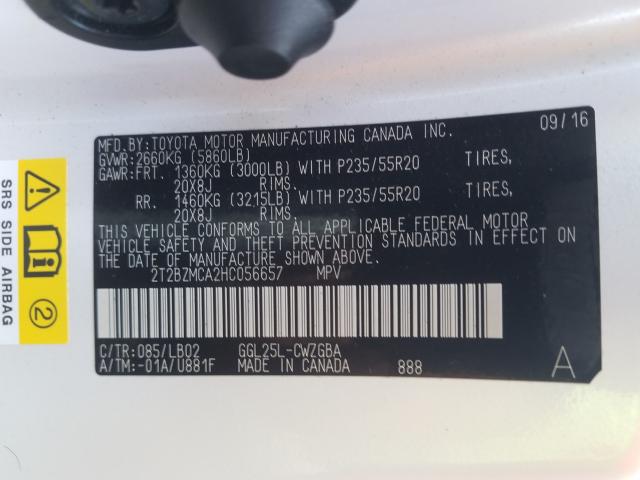 MFD.BY:TOYOTA MOTOR MANUFACTURING CANADA INC. 09/16
GVWR:2660KG (5860LB)
GAWR:FRT. 1360KG (3000LB) WITH P235/55R20 TIRES,
20X8J RIMS.
RR. 1460KG (3215LB) WITH P235/55R20 TIRES,
20X8J RIMS.
THIS VEHICLE CONFORMS TO ALL APPLICABLE FEDERAL MOTOR
VEHICLE SAFETY AND THEFT PREVENTION STANDARDS IN EFFECT ON
THE DATE OF MANUFACTURE SHOWN ABOVE.
2T2BZMCA2HC056657 MPV
C/TR:085/LB02 GGL25L-CWZGBA
A/TM:-01A/U881F MADE IN CANADA 888 A
SRS SIDE AIRBAG
2